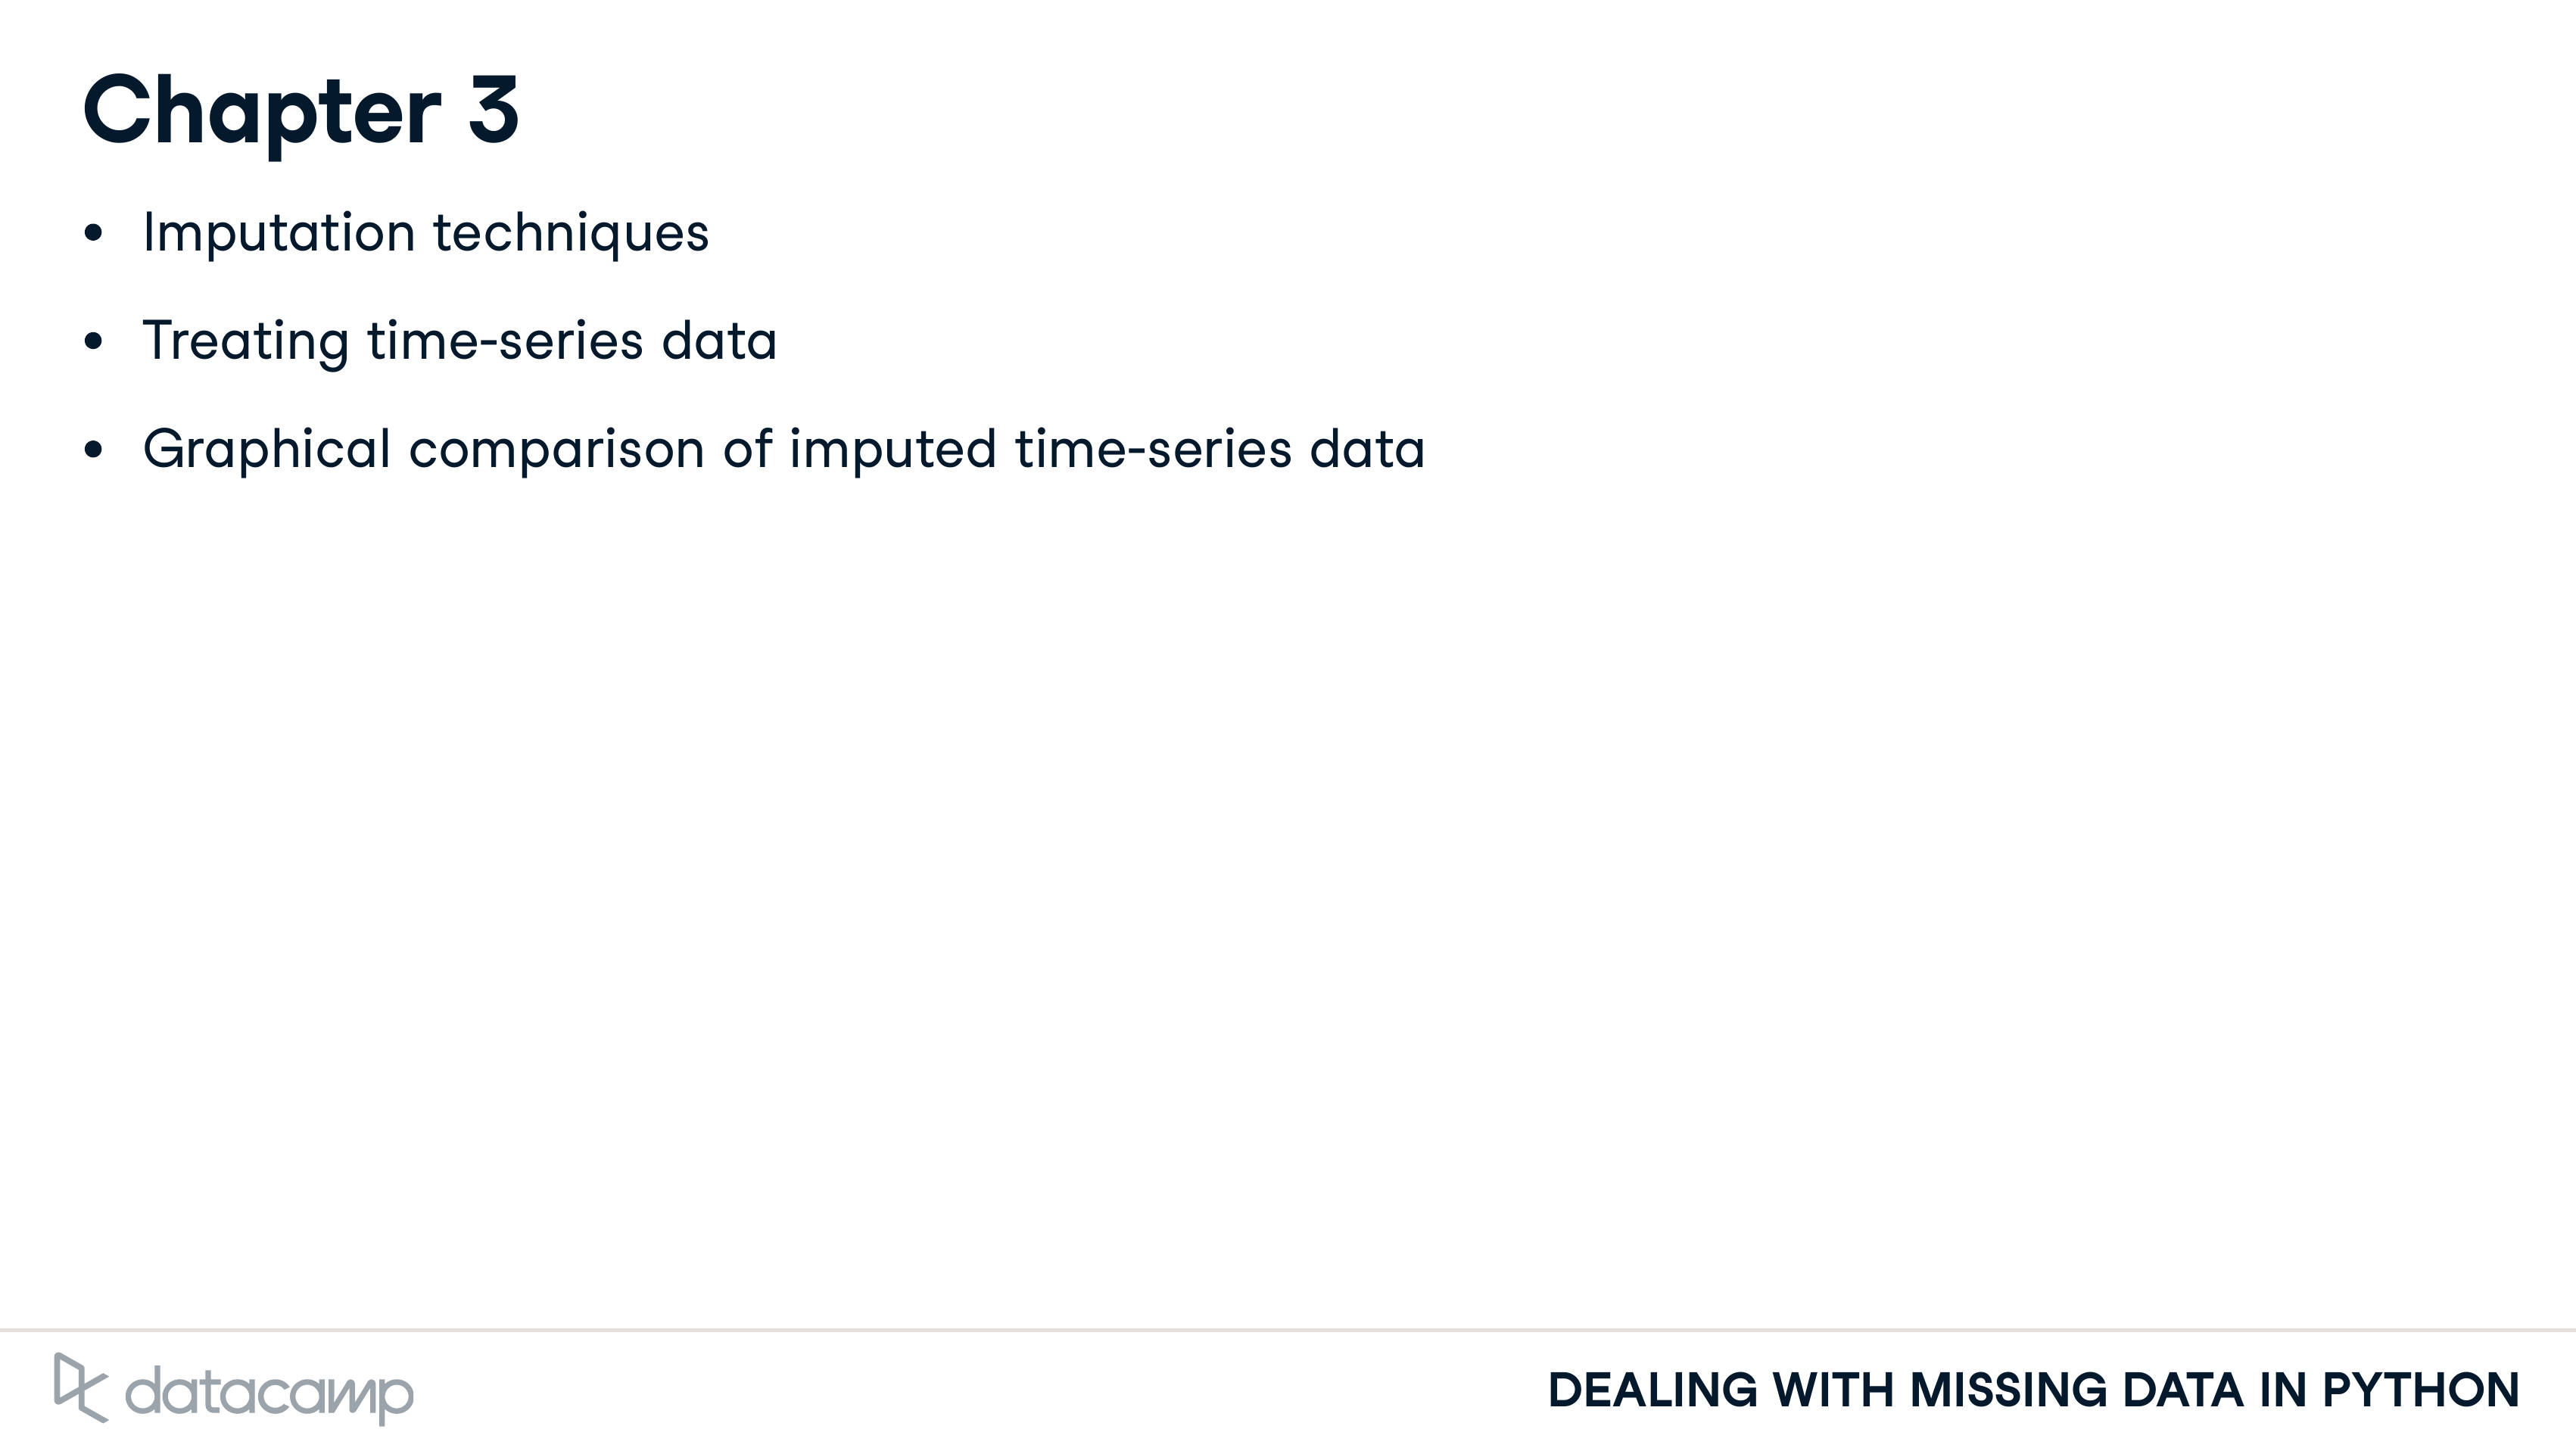 Chapter 3
• Imputation techniques
• Treating time-series data
• Graphical comparison of imputed time-series data
datacamp
DEALING WITH MISSING DATA IN PYTHON